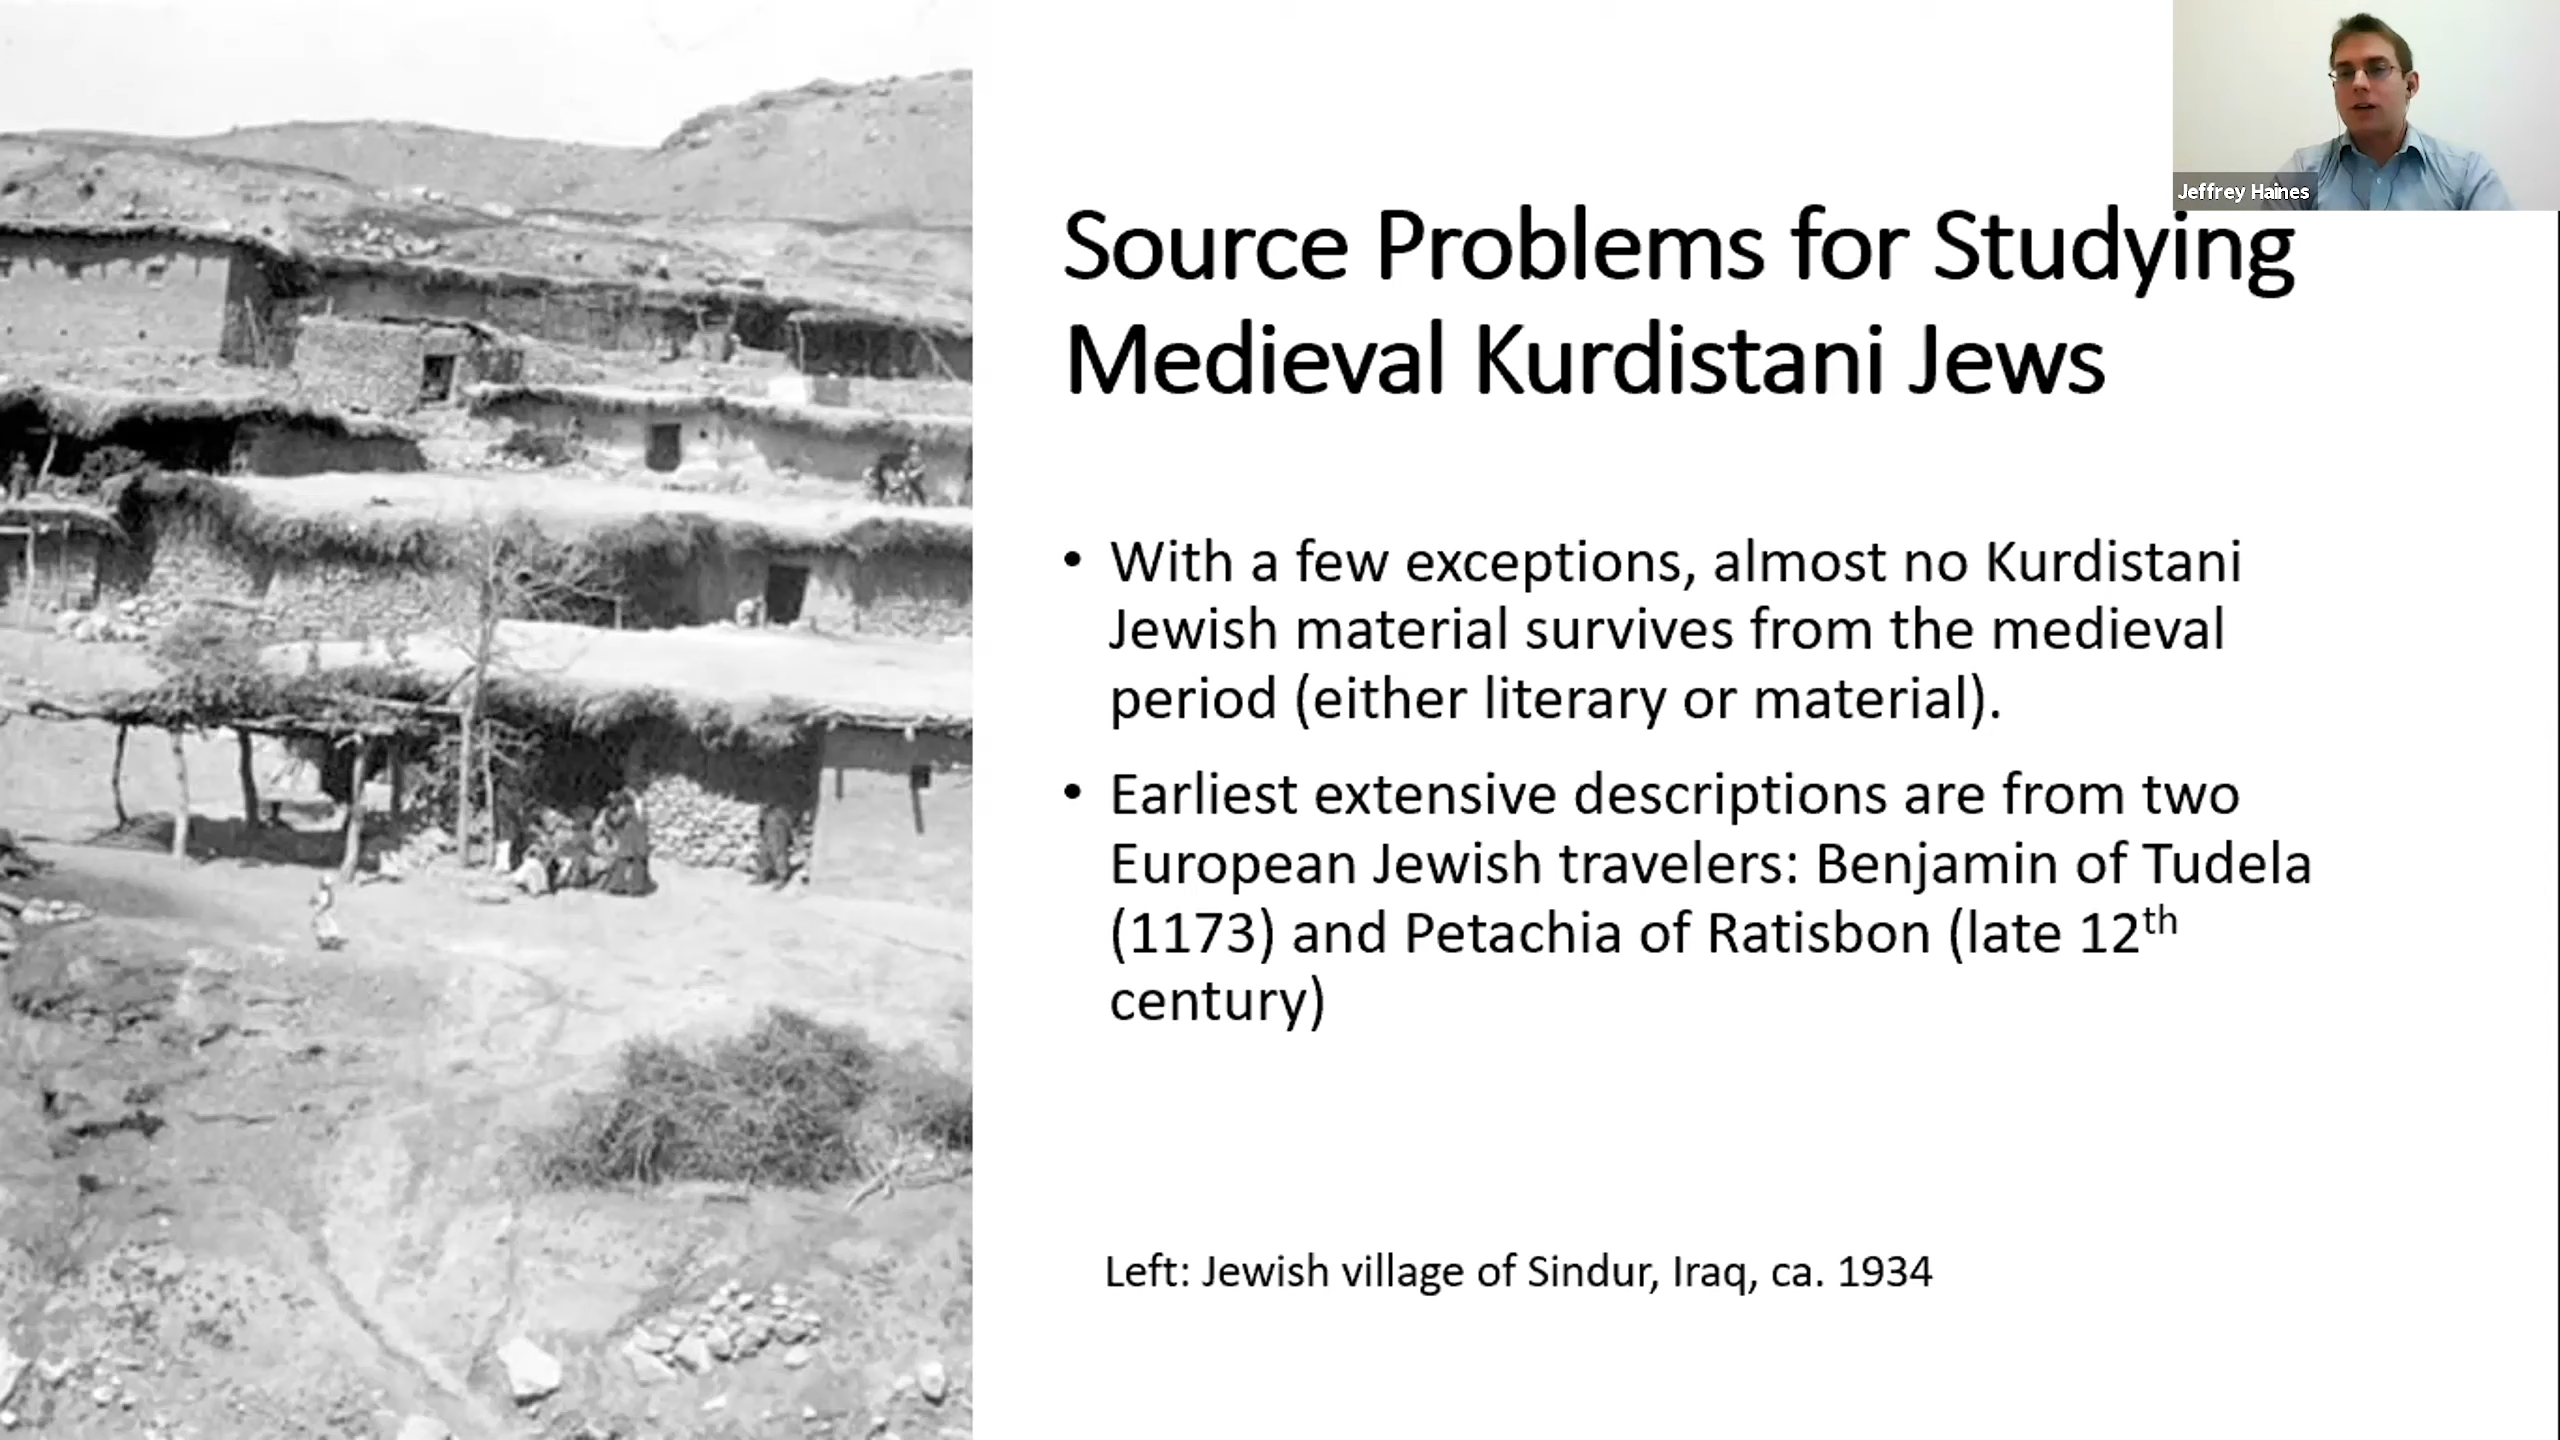 Jeffrey Haines
Source Problems for Studying
Medieval Kurdistani Jews
• With a few exceptions, almost no Kurdistani
Jewish material survives from the medieval
period (either literary or material).
• Earliest extensive descriptions are from two
European Jewish travelers: Benjamin of Tudela
(1173) and Petachia of Ratisbon (late 12th
century)
Left: Jewish village of Sindur, Iraq, ca. 1934